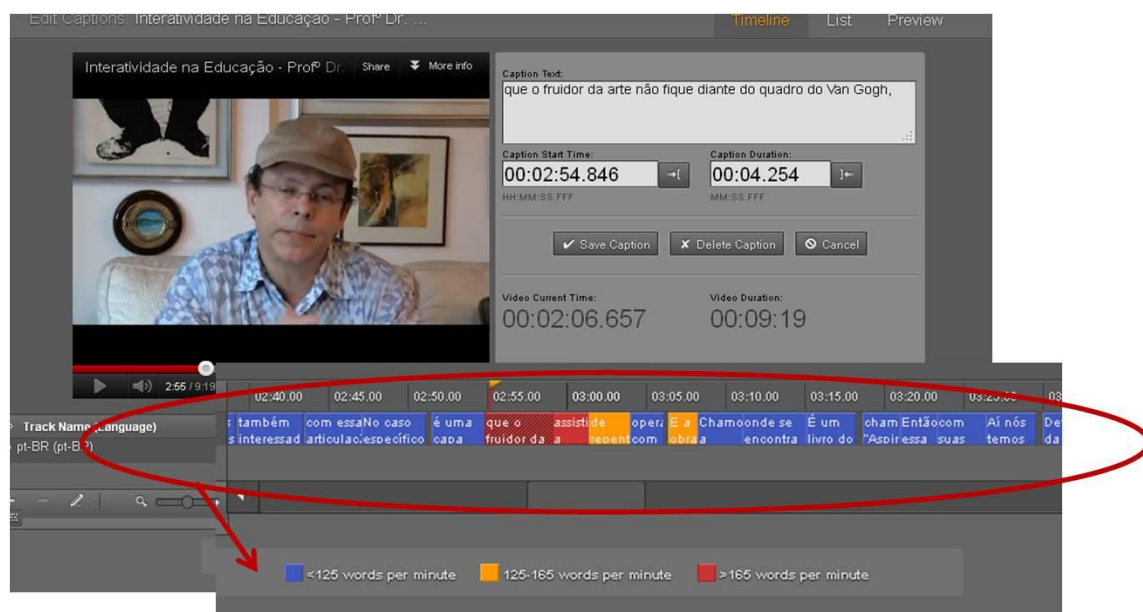 Edit Captions: Interatividade na Educação - Profº Dr. ...
Timeline List Preview
Interatividade na Educação - Profº Dr. Share More info
Caption Text:
que o fruidor da arte não fique diante do quadro do Van Gogh,
Caption Start Time: Caption Duration:
00:02:54.846 00:04.254
HH:MM:SS.FFF MM:SS.FFF
Save Caption Delete Caption Cancel
Video Current Time: Video Duration:
00:02:06.657 00:09:19
2:55 / 9:19
02:40.00 02:45.00 02:50.00 02:55.00 03:00.00 03:05.00 03:10.00 03:15.00 03:20.00 03:25.00 03
Track Name (Language)
também com essa No caso é uma que o assisti de opera E a Chamo onde se É um cham Então com Aí nós De
pt-BR (pt-BR)
s interessad articulac específico capa fruidor da a repent com obra a encontra livro do "Aspir essa suas temos da
<125 words per minute 125-165 words per minute >165 words per minute